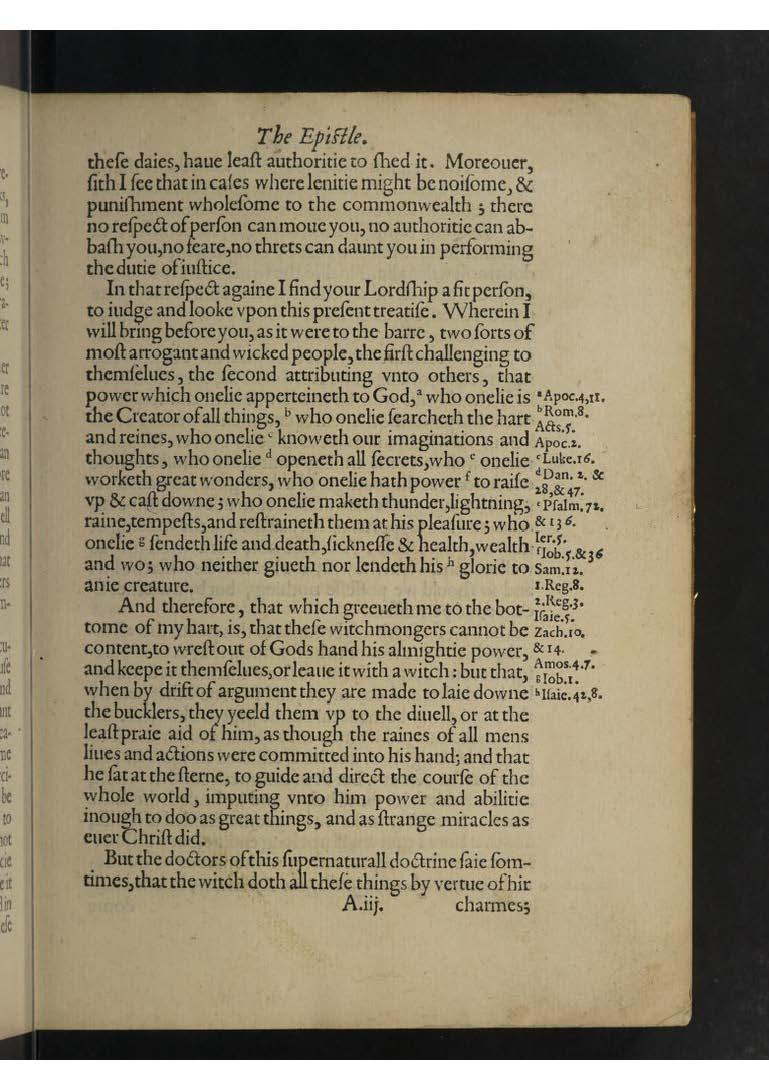 The Epistle.
theſe daies, haue leaſt authoritie to ſhed it. Moreouer,
ſith I ſee that in caſes where lenitie might be noiſome, &
puniſhment wholeſome to the commonwealth ; there
no reſpect of perſon can moue you, no authoritie can ab-
baſh you, no feare, no threts can daunt you in performing
the dutie of iuſtice.
In that reſpect againe I find your Lordſhip a fit perſon,
to iudge and looke vpon this preſent treatiſe. Wherein I
will bring before you, as it were to the barre, two ſorts of
moſt arrogant and wicked people, the firſt challenging to
themſelues, the ſecond attributing vnto others, that
power which onelie apperteineth to God, a who onelie is
the Creator of all things, b who onelie ſearcheth the hart
and reines, who onelie c knoweth our imaginations and
thoughts, who onelie d openeth all ſecrets, who e onelie
worketh great wonders, who onelie hath power f to raiſe
vp & caſt downe ; who onelie maketh thunder, lightning,
raine, tempeſts, and reſtraineth them at his pleaſure ; who
onelie g ſendeth life and death, ſickneſſe & health, wealth
and wo ; who neither giueth nor lendeth his h glorie to
anie creature.
And therefore, that which greeueth me to the bot-
tome of my hart, is, that theſe witchmongers cannot be
content, to wreſt out of Gods hand his almightie power,
and keepe it themſelues, or leaue it with a witch : but that,
when by drift of argument they are made to laie downe
the bucklers, they yeeld them vp to the diuell, or at the
leaſt praie aid of him, as though the raines of all mens
liues and actions were committed into his hand ; and that
he ſat at the ſterne, to guide and direct the courſe of the
whole world, imputing vnto him power and abilitie
inough to doo as great things, and as ſtrange miracles as
euer Chriſt did.
But the doctors of this ſupernaturall doctrine ſaie ſom-
times, that the witch doth all theſe things by vertue of hir
A.iij. charmes;
a Apoc.4,11.
b Rom.8.
Acts.5.
Apoc.2.
c Luke.16.
d Dan. 2. &
28,& 47.
e Pſalm.72.
& 136.
Ier.5.
f Iob.5.&36
Sam.12.
1.Reg.8.
2.Reg.3.
Iſaie.5.
Zach.10.
& 14.
Amos.4.7.
g Iob.1.
h Iſaie.42,8.